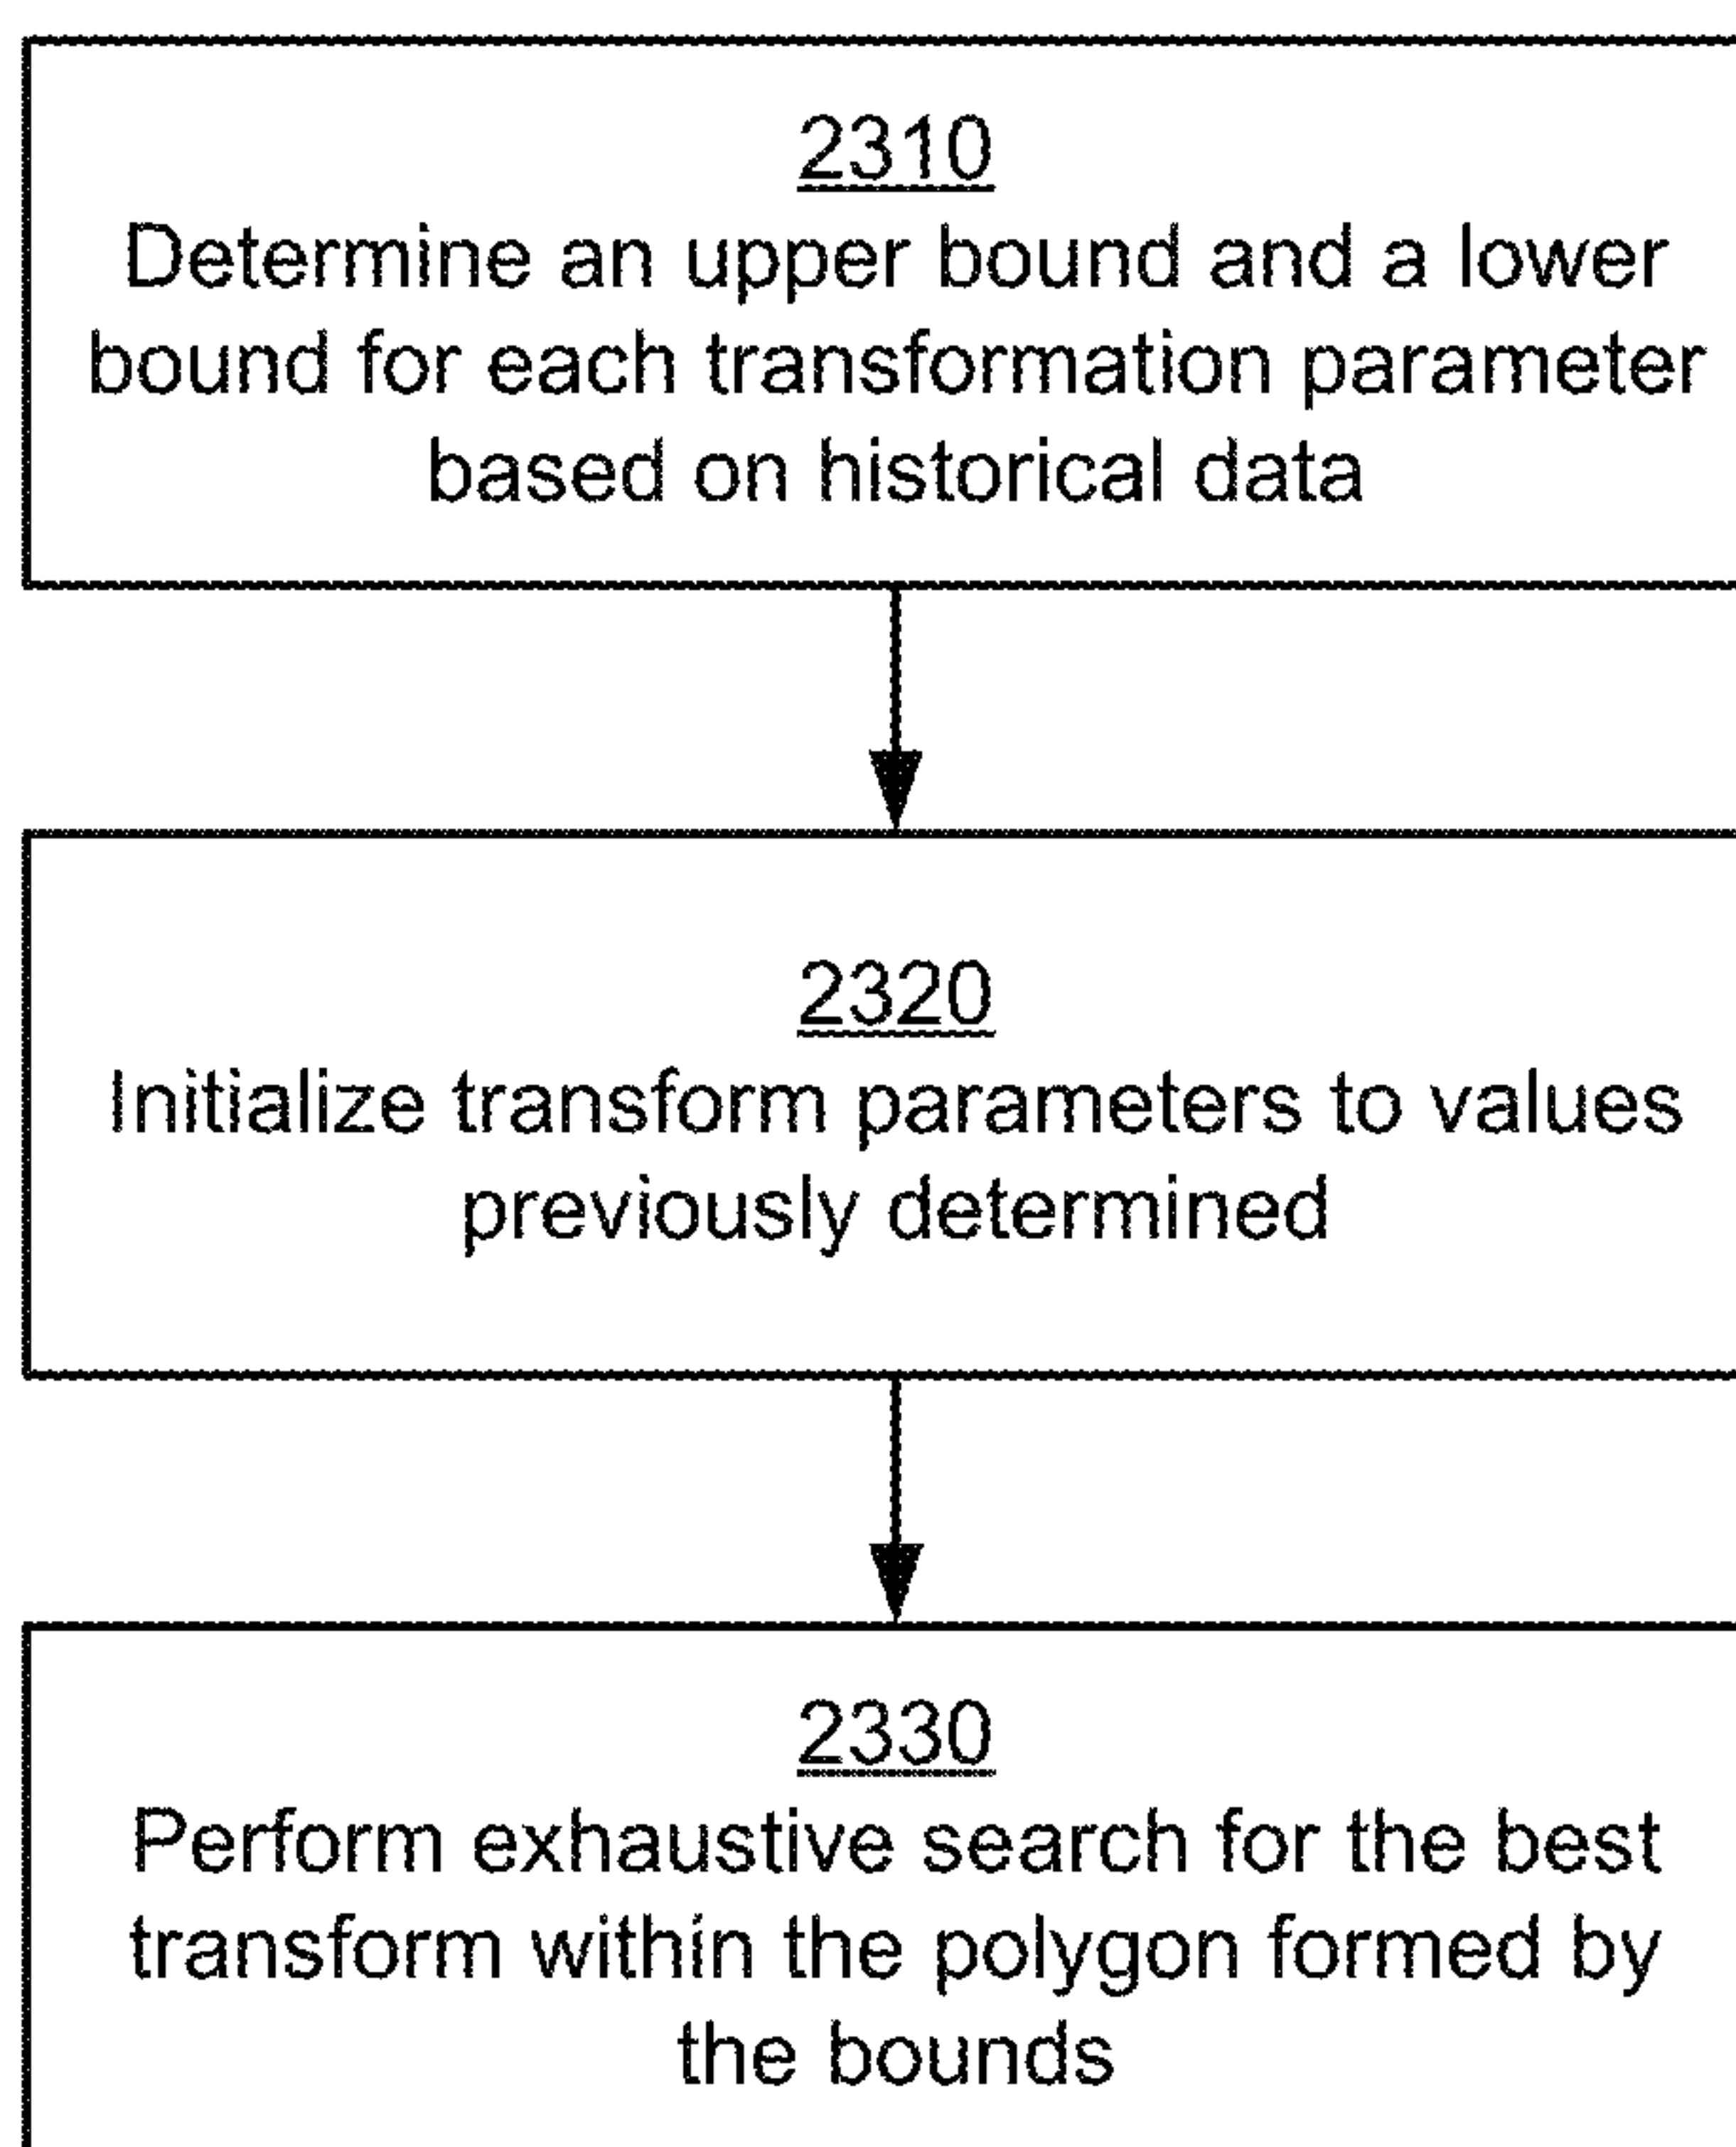 2310
Determine an upper bound and a lower
bound for each transformation parameter
based on historical data
2320
Initialize transform parameters to values
previously determined
2330
Perform exhaustive search for the best
transform within the polygon formed by
the bounds